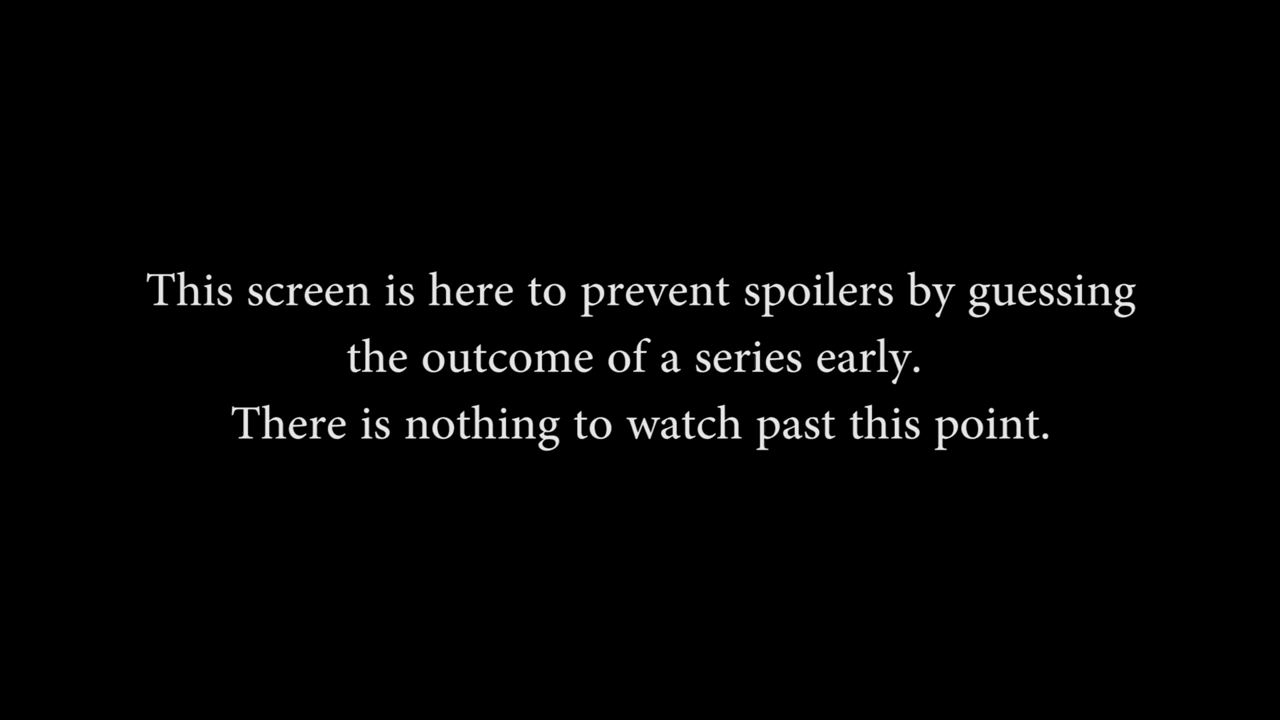 This screen is here to prevent spoilers by guessing
the outcome of a series early.
There is nothing to watch past this point.